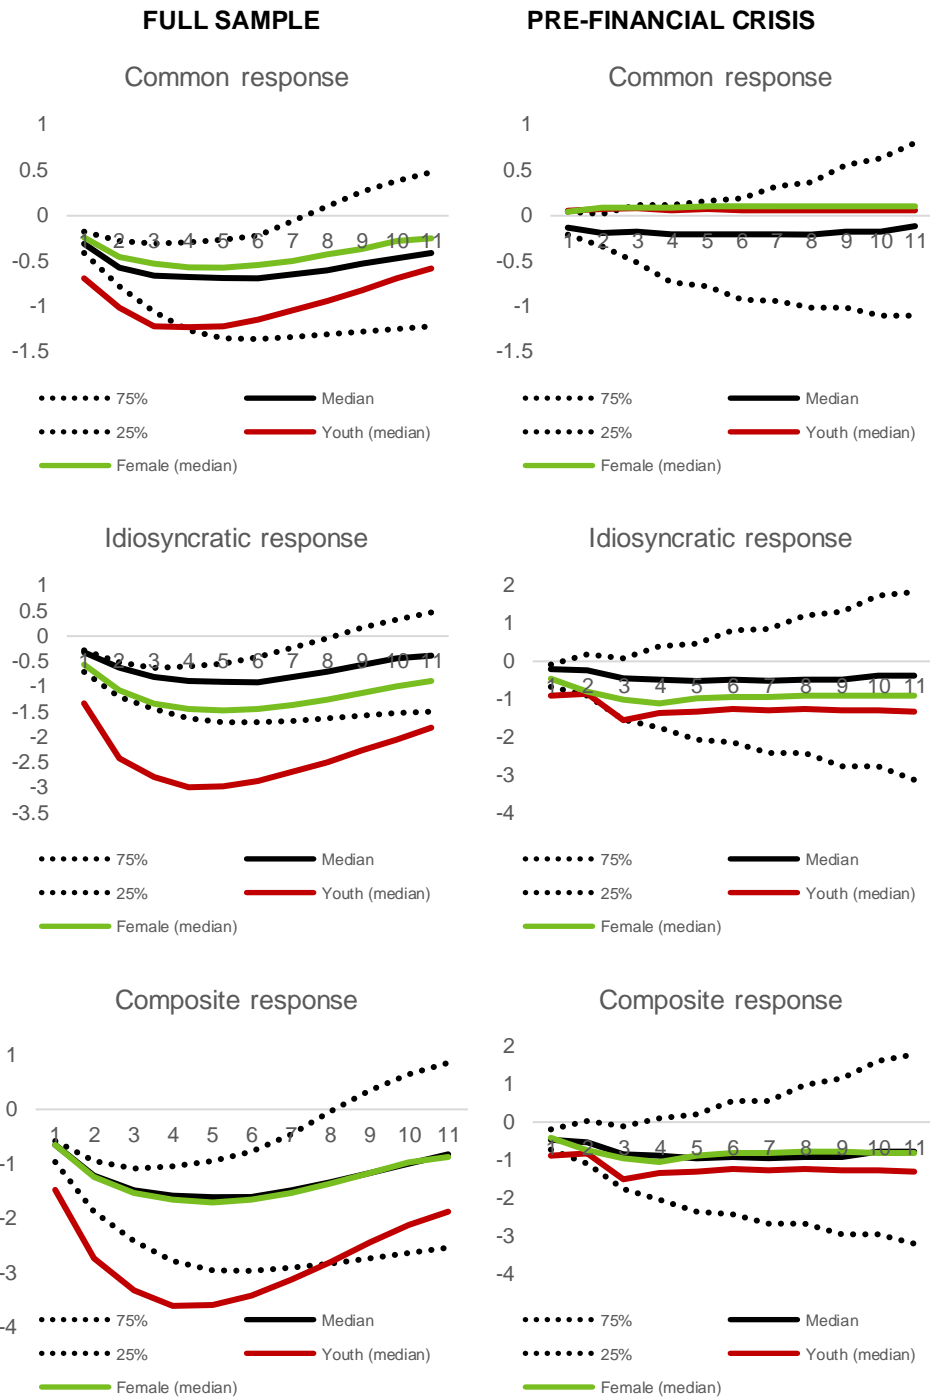 FULL SAMPLE
PRE-FINANCIAL CRISIS
Common response
1
0.5
0
-0.5
-1
-1.5
1 2 3 4 5 6 7 8 9 10 11
75% Median
25% Youth (median)
Female (median)
Common response
1
0.5
0
-0.5
-1
-1.5
1 2 3 4 5 6 7 8 9 10 11
75% Median
25% Youth (median)
Female (median)
Idiosyncratic response
1
0.5
0
-0.5
-1
-1.5
-2
-2.5
-3
-3.5
1 2 3 4 5 6 7 8 9 10 11
75% Median
25% Youth (median)
Female (median)
Idiosyncratic response
2
1
0
-1
-2
-3
-4
1 2 3 4 5 6 7 8 9 10 11
75% Median
25% Youth (median)
Female (median)
Composite response
1
0
-1
-2
-3
-4
1 2 3 4 5 6 7 8 9 10 11
75% Median
25% Youth (median)
Female (median)
Composite response
2
1
0
-1
-2
-3
-4
1 2 3 4 5 6 7 8 9 10 11
75% Median
25% Youth (median)
Female (median)